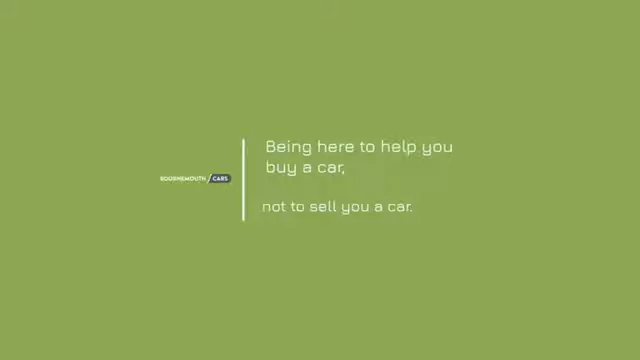 BOURNEMOUTH / CARS
Being here to help you
buy a car,
not to sell you a car.